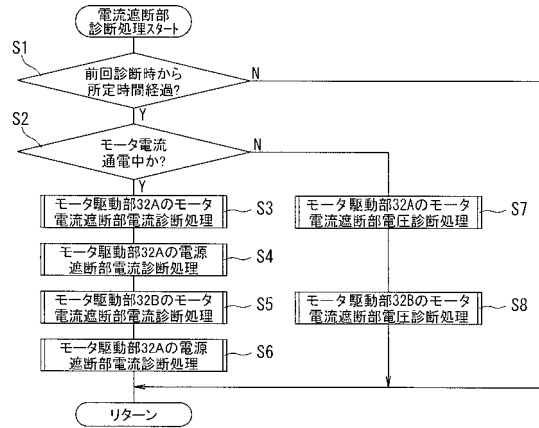 電流遮断部
診断処理スタート
S1
前回診断時から
所定時間経過?
N
Y
S2
モータ電流
通電中か?
N
Y
モータ駆動部32Aのモータ
電流遮断部電流診断処理
S3
モータ駆動部32Aの電源
遮断部電流診断処理
S4
モータ駆動部32Bのモータ
電流遮断部電流診断処理
S5
モータ駆動部32Aの電源
遮断部電流診断処理
S6
モータ駆動部32Aのモータ
電流遮断部電圧診断処理
S7
モータ駆動部32Bのモータ
電流遮断部電圧診断処理
S8
リターン